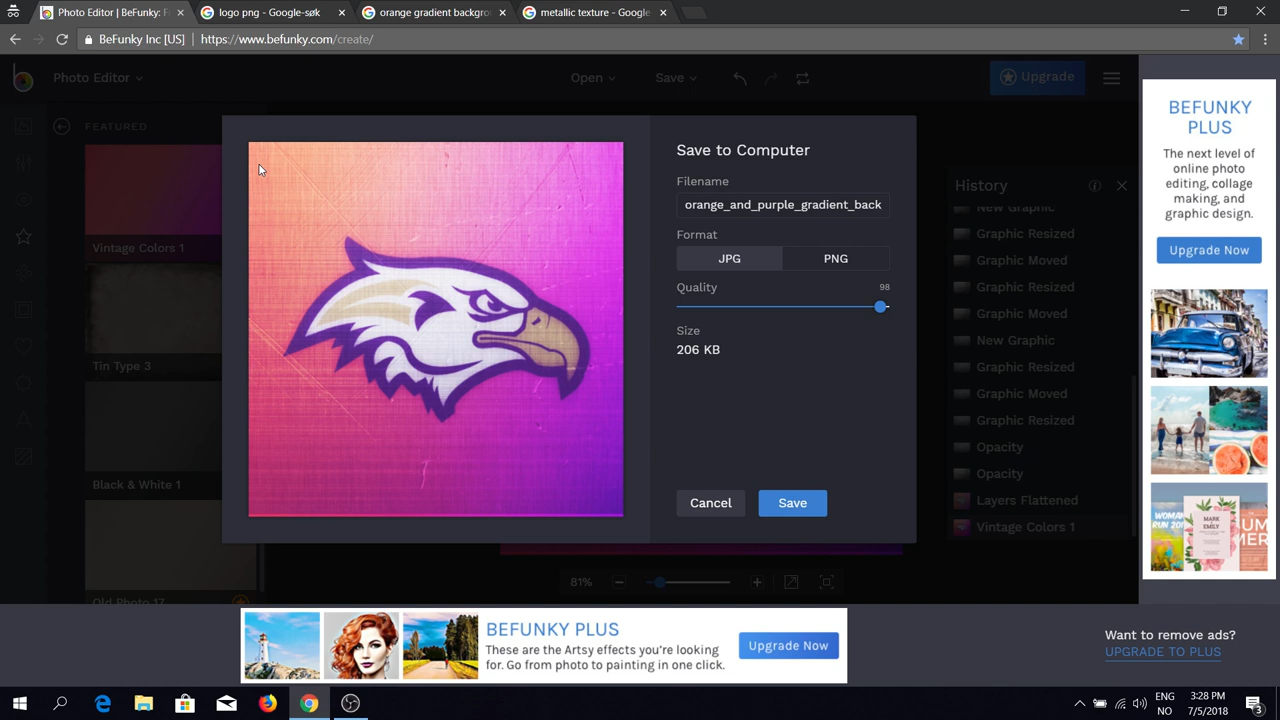 Photo Editor | BeFunky: F
logo png - Google-søk
orange gradient backgro
metallic texture - Google
BeFunky Inc [US]
https://www.befunky.com/create/
Photo Editor
Open
Save
Upgrade
FEATURED
Vintage Colors 1
Tin Type 3
Black & White 1
Old Photo 17
Save to Computer
Filename
orange_and_purple_gradient_back
Format
JPG
PNG
Quality
98
Size
206 KB
Cancel
Save
History
New Graphic
Graphic Resized
Graphic Moved
Graphic Resized
Graphic Moved
New Graphic
Graphic Resized
Graphic Moved
Graphic Resized
Opacity
Opacity
Layers Flattened
Vintage Colors 1
81%
BEFUNKY
PLUS
The next level of
online photo
editing, collage
making, and
graphic design.
Upgrade Now
MARK
EMILY
BEFUNKY PLUS
These are the Artsy effects you're looking
for. Go from photo to painting in one click.
Upgrade Now
Want to remove ads?
UPGRADE TO PLUS
ENG
NO
3:28 PM
7/5/2018
3